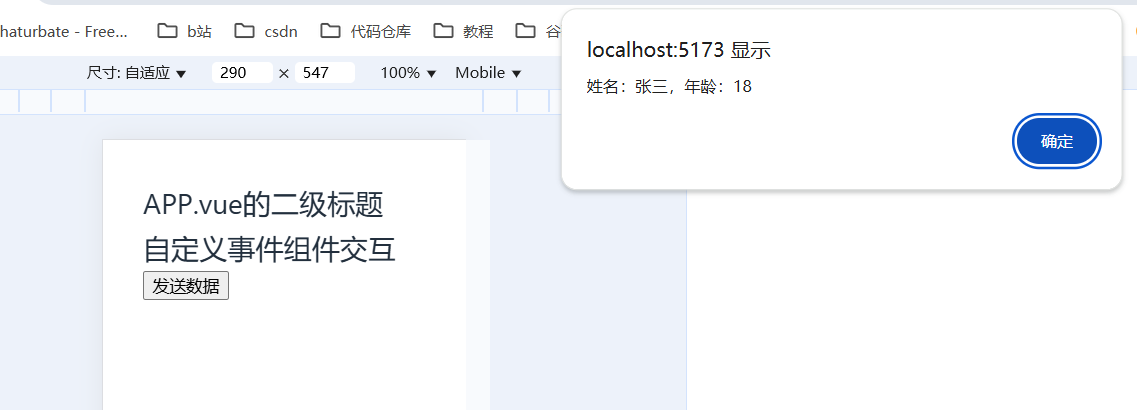 haturbate - Free... b站 csdn 代码仓库 教程 谷
尺寸: 自适应 290 × 547 100% Mobile
localhost:5173 显示
姓名：张三，年龄：18
确定
APP.vue的二级标题
自定义事件组件交互
发送数据